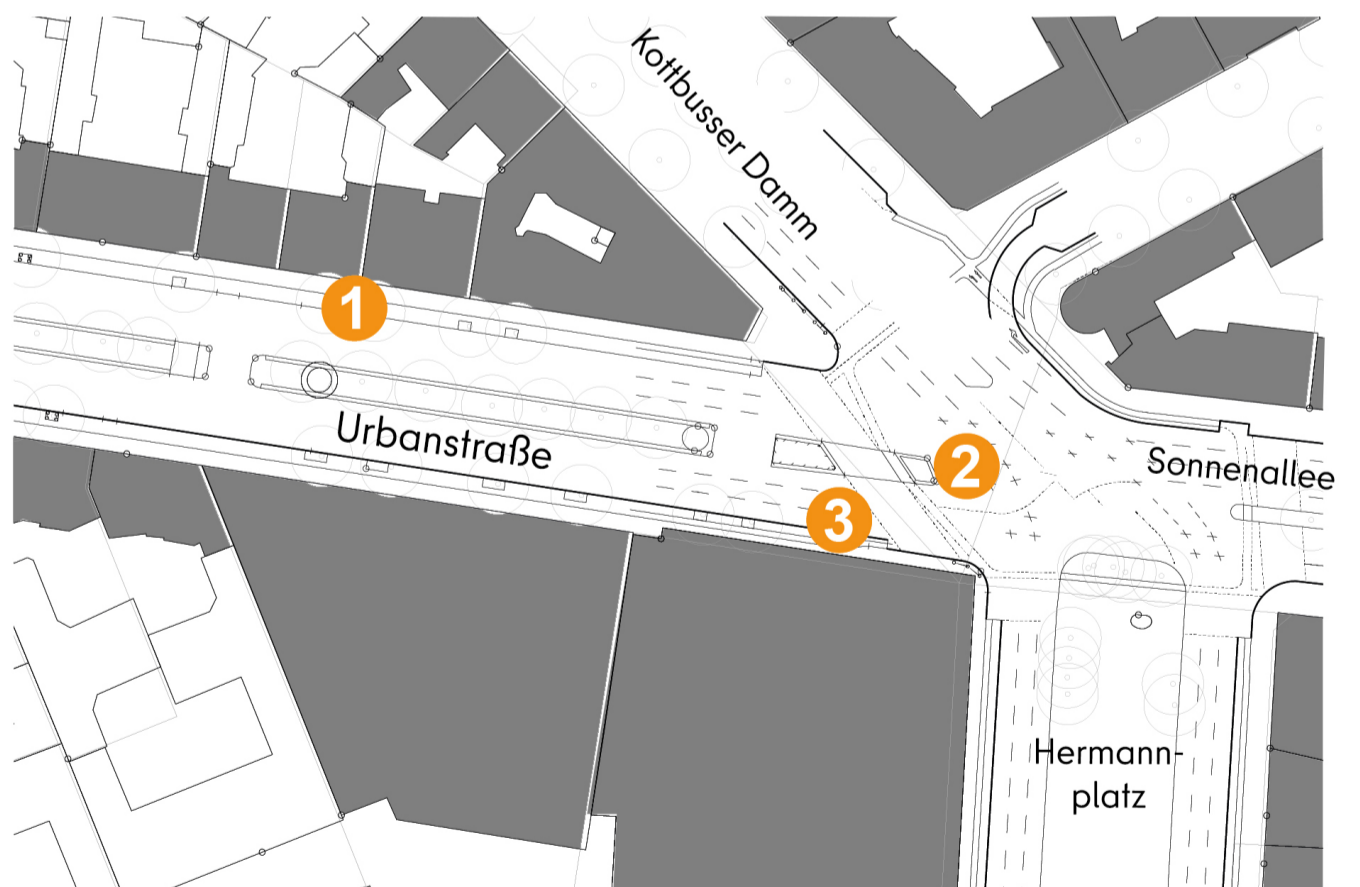 Kottbusser Damm
1
Urbanstraße
2
Sonnenallee
3
Hermann-
platz